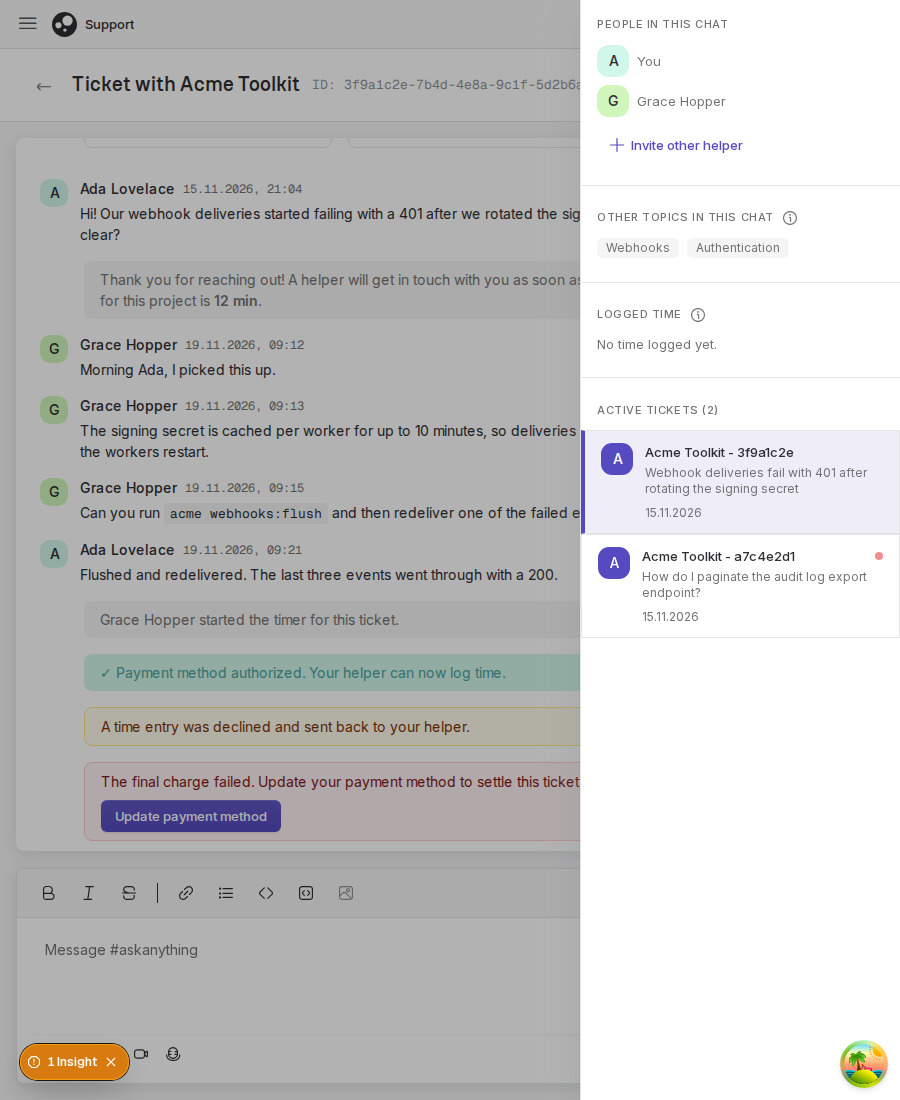 Support
Ticket with Acme Toolkit
ID: 3f9a1c2e-7b4d-4e8a-9c1f-5d2b6a
A
Ada Lovelace 15.11.2026, 21:04
Hi! Our webhook deliveries started failing with a 401 after we rotated the sig
clear?
Thank you for reaching out! A helper will get in touch with you as soon as
for this project is 12 min.
G
Grace Hopper 19.11.2026, 09:12
Morning Ada, I picked this up.
G
Grace Hopper 19.11.2026, 09:13
The signing secret is cached per worker for up to 10 minutes, so deliveries
the workers restart.
G
Grace Hopper 19.11.2026, 09:15
Can you run acme webhooks:flush and then redeliver one of the failed e
A
Ada Lovelace 19.11.2026, 09:21
Flushed and redelivered. The last three events went through with a 200.
Grace Hopper started the timer for this ticket.
✓ Payment method authorized. Your helper can now log time.
A time entry was declined and sent back to your helper.
The final charge failed. Update your payment method to settle this ticket
Update payment method
Message #askanything
1 Insight
PEOPLE IN THIS CHAT
A You
G Grace Hopper
Invite other helper
OTHER TOPICS IN THIS CHAT
Webhooks Authentication
LOGGED TIME
No time logged yet.
ACTIVE TICKETS (2)
A
Acme Toolkit - 3f9a1c2e
Webhook deliveries fail with 401 after
rotating the signing secret
15.11.2026
A
Acme Toolkit - a7c4e2d1
How do I paginate the audit log export
endpoint?
15.11.2026